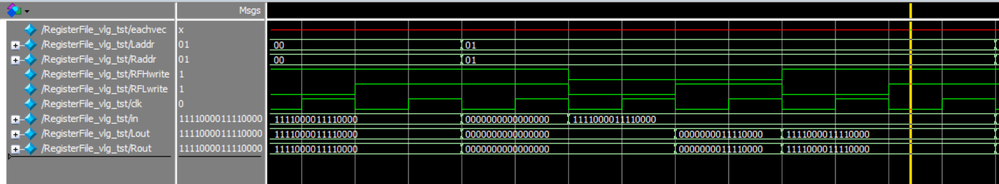 Msgs
/RegisterFile_vlg_tst/eachvec x
/RegisterFile_vlg_tst/Laddr 01 00 01
/RegisterFile_vlg_tst/Raddr 01 00 01
/RegisterFile_vlg_tst/RFHwrite 1
/RegisterFile_vlg_tst/RFLwrite 1
/RegisterFile_vlg_tst/clk 0
/RegisterFile_vlg_tst/in 1111000011110000 1111000011110000 0000000000000000 1111000011110000
/RegisterFile_vlg_tst/Lout 1111000011110000 1111000011110000 0000000000000000 0000000011110000 1111000011110000
/RegisterFile_vlg_tst/Rout 1111000011110000 1111000011110000 0000000000000000 0000000011110000 1111000011110000